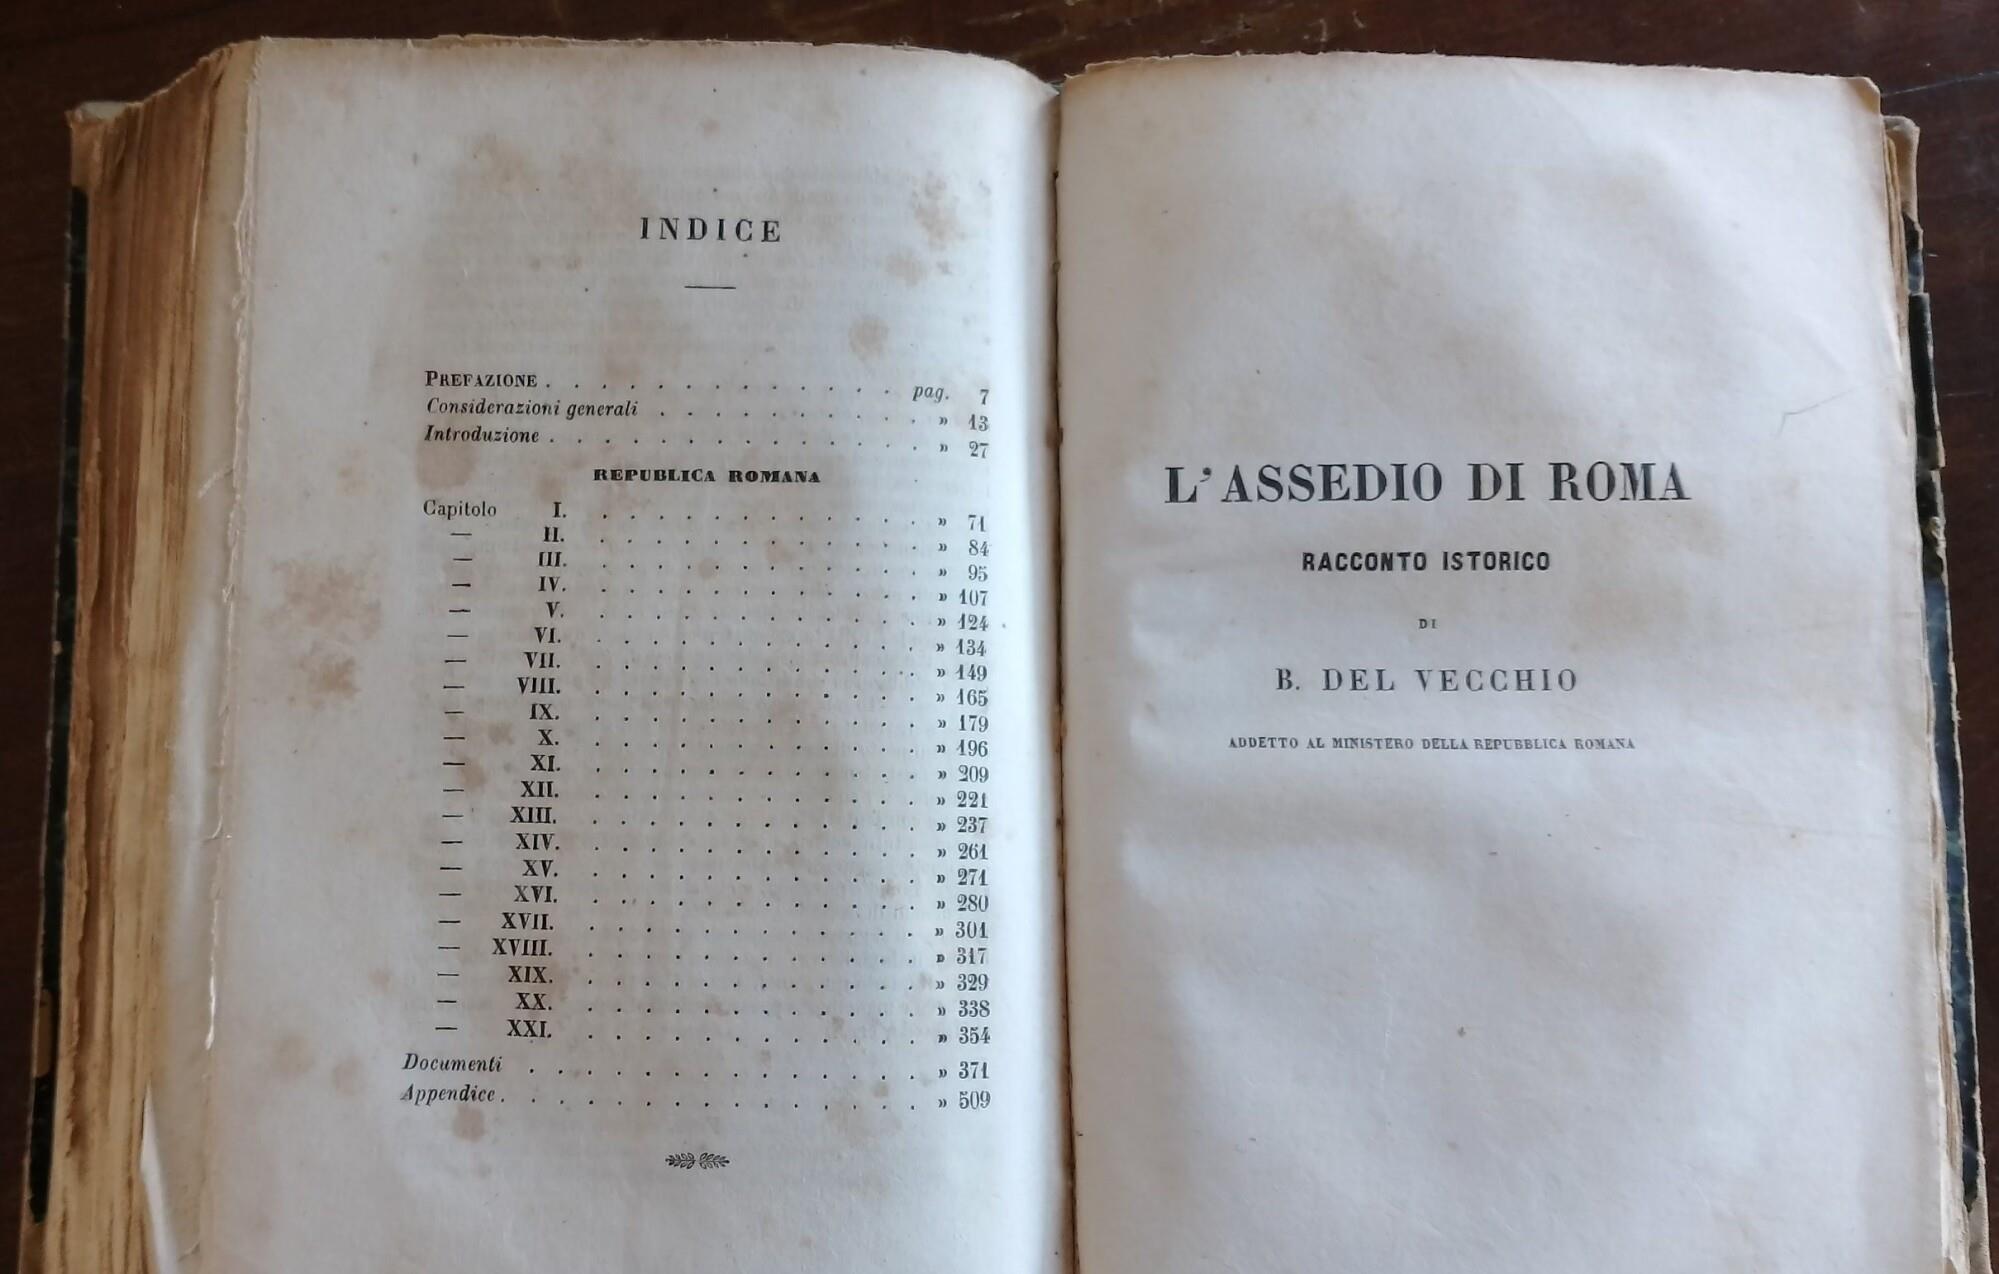 INDICE
PREFAZIONE . . . . . . . . . . . . . pag. 7
Considerazioni generali . . . . . . . . . . » 13
Introduzione . . . . . . . . . . . . . . » 27
REPUBLICA ROMANA
Capitolo I. . . . . . . . . . . . . » 71
— II. . . . . . . . . . . . . » 84
— III. . . . . . . . . . . . . » 95
— IV. . . . . . . . . . . . . » 107
— V. . . . . . . . . . . . . » 124
— VI. . . . . . . . . . . . . » 134
— VII. . . . . . . . . . . . . » 149
— VIII. . . . . . . . . . . . . » 165
— IX. . . . . . . . . . . . . » 179
— X. . . . . . . . . . . . . » 196
— XI. . . . . . . . . . . . . » 209
— XII. . . . . . . . . . . . . » 221
— XIII. . . . . . . . . . . . . » 237
— XIV. . . . . . . . . . . . . » 261
— XV. . . . . . . . . . . . . » 271
— XVI. . . . . . . . . . . . . » 280
— XVII. . . . . . . . . . . . . » 301
— XVIII. . . . . . . . . . . . . » 317
— XIX. . . . . . . . . . . . . » 329
— XX. . . . . . . . . . . . . » 338
— XXI. . . . . . . . . . . . . » 354
Documenti . . . . . . . . . . . . . . » 371
Appendice . . . . . . . . . . . . . . . » 509
L'ASSEDIO DI ROMA
RACCONTO ISTORICO
DI
B. DEL VECCHIO
ADDETTO AL MINISTERO DELLA REPUBBLICA ROMANA